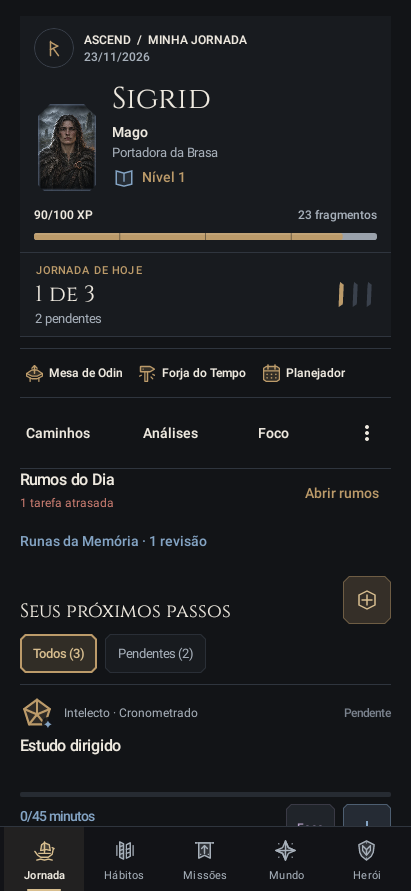 ASCEND / MINHA JORNADA
23/11/2026
Sigrid
Mago
Portadora da Brasa
Nível 1
90/100 XP
23 fragmentos
JORNADA DE HOJE
1 de 3
2 pendentes
Mesa de Odin
Forja do Tempo
Planejador
Caminhos
Análises
Foco
Rumos do Dia
1 tarefa atrasada
Abrir rumos
Runas da Memória · 1 revisão
Seus próximos passos
Todos (3)
Pendentes (2)
Intelecto · Cronometrado
Pendente
Estudo dirigido
0/45 minutos
Jornada
Hábitos
Missões
Mundo
Herói